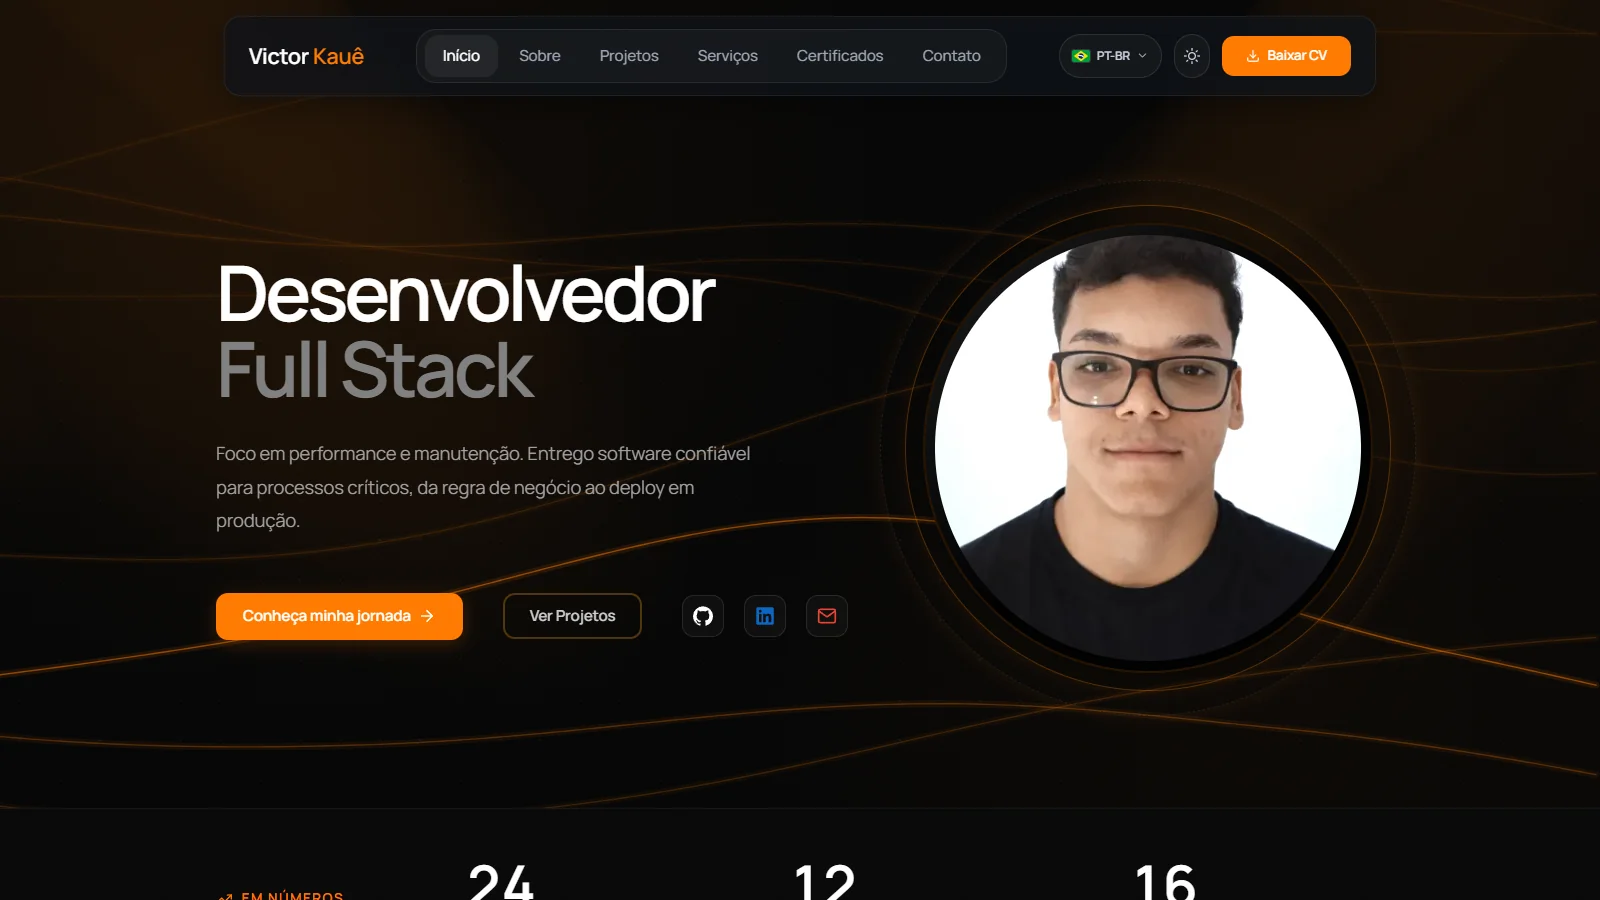 Victor Kauê
Início
Sobre
Projetos
Serviços
Certificados
Contato
PT-BR
Baixar CV
Desenvolvedor
Full Stack
Foco em performance e manutenção. Entrego software confiável
para processos críticos, da regra de negócio ao deploy em
produção.
Conheça minha jornada
Ver Projetos
in
EM NÚMEROS
24
12
16